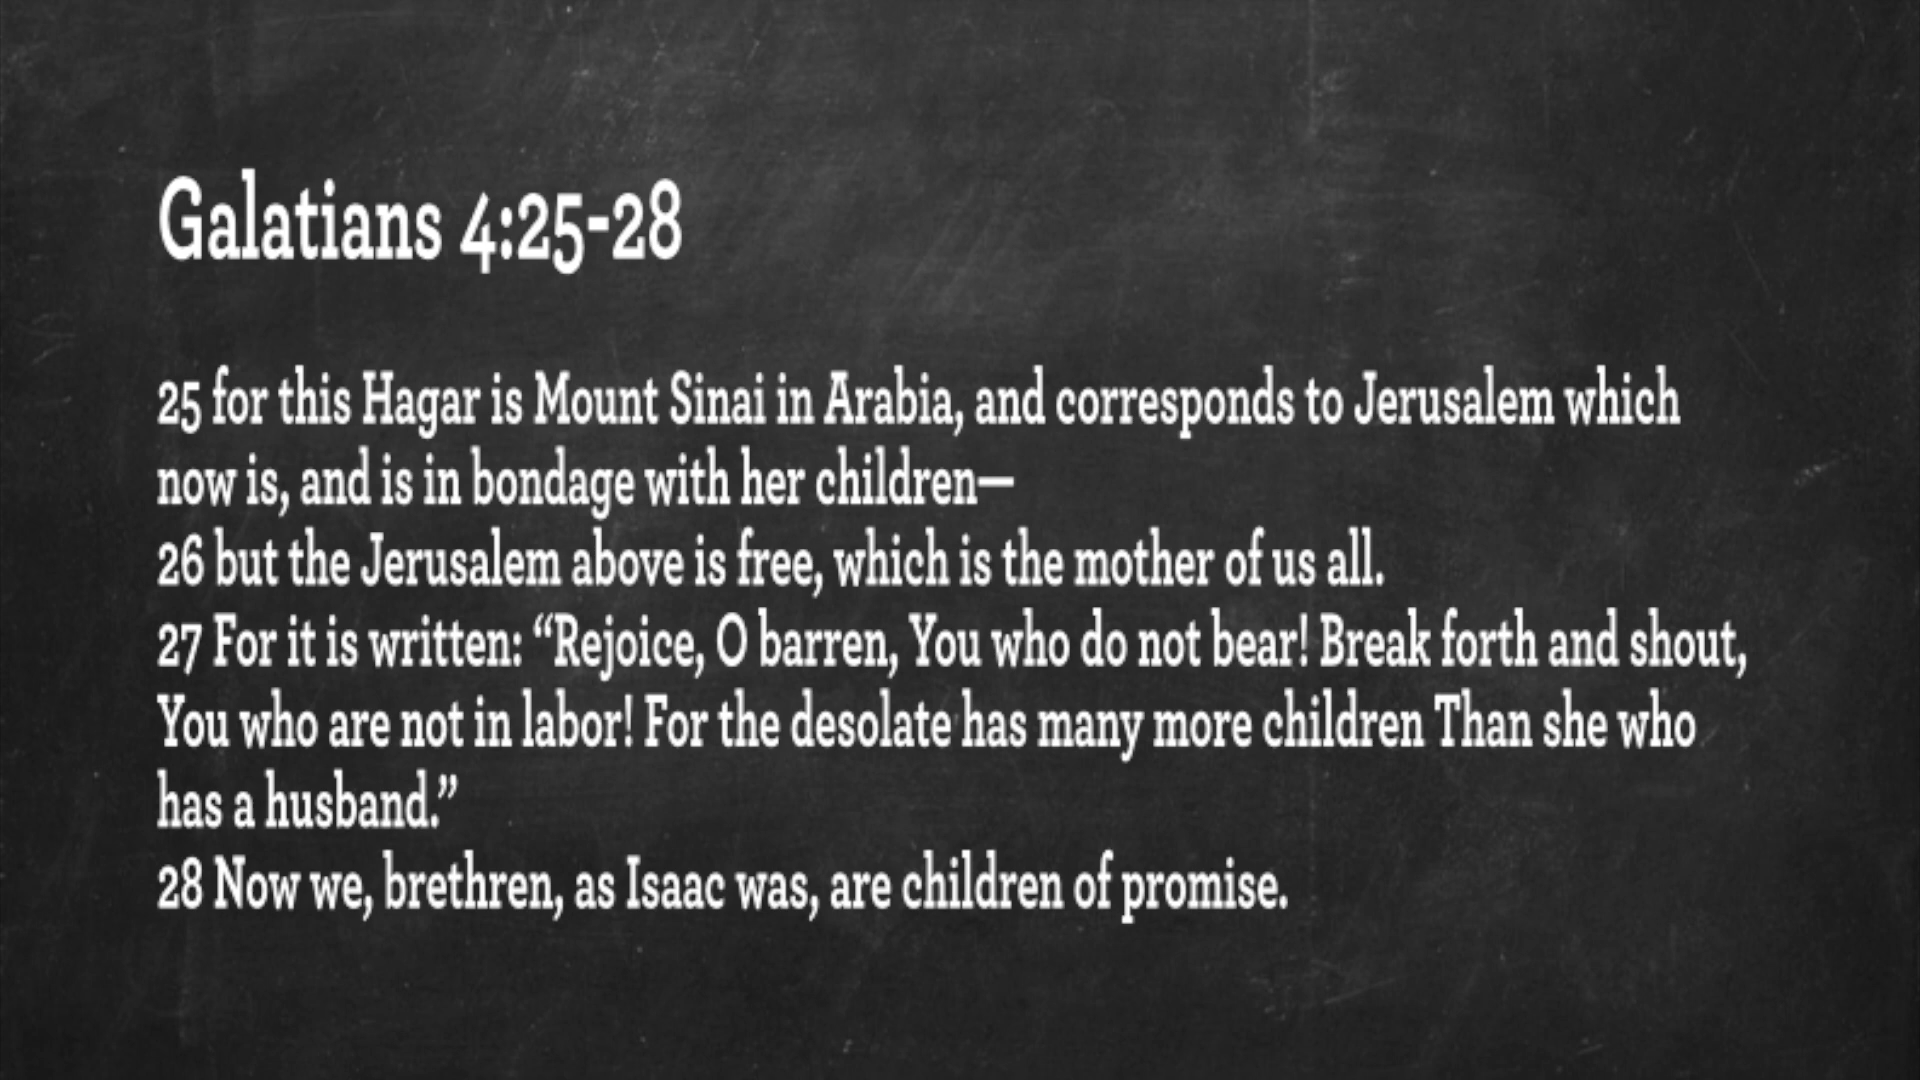 Galatians 4:25-28
25 for this Hagar is Mount Sinai in Arabia, and corresponds to Jerusalem which
now is, and is in bondage with her children—
26 but the Jerusalem above is free, which is the mother of us all.
27 For it is written: “Rejoice, O barren, You who do not bear! Break forth and shout,
You who are not in labor! For the desolate has many more children Than she who
has a husband.”
28 Now we, brethren, as Isaac was, are children of promise.